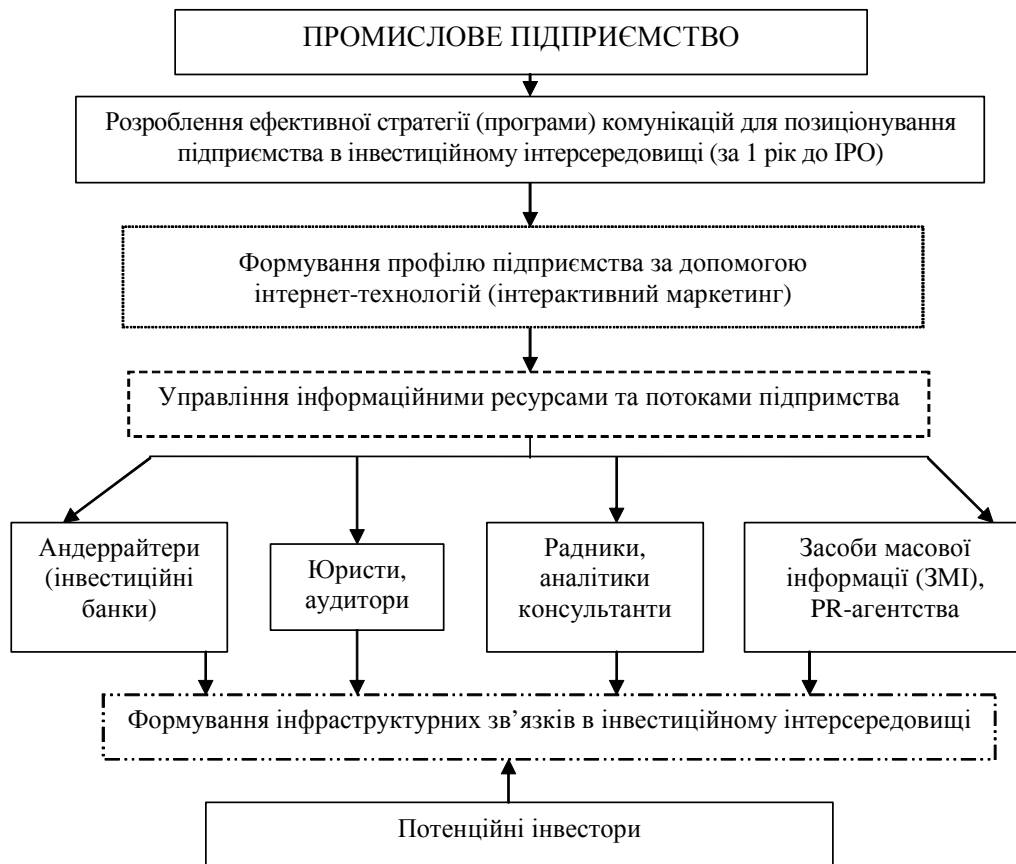 ПРОМИСЛОВЕ ПІДПРИЄМСТВО
Розроблення ефективної стратегії (програми) комунікацій для позиціонування
підприємства в інвестиційному інтерсередовищі (за 1 рік до IPO)
Формування профілю підприємства за допомогою
інтернет-технологій (інтерактивний маркетинг)
Управління інформаційними ресурсами та потоками підпримства
Андеррайтери
(інвестиційні
банки)
Юристи,
аудитори
Радники,
аналітики
консультанти
Засоби масової
інформації (ЗМІ),
PR-агентства
Формування інфраструктурних зв’язків в інвестиційному інтерсередовищі
Потенційні інвестори